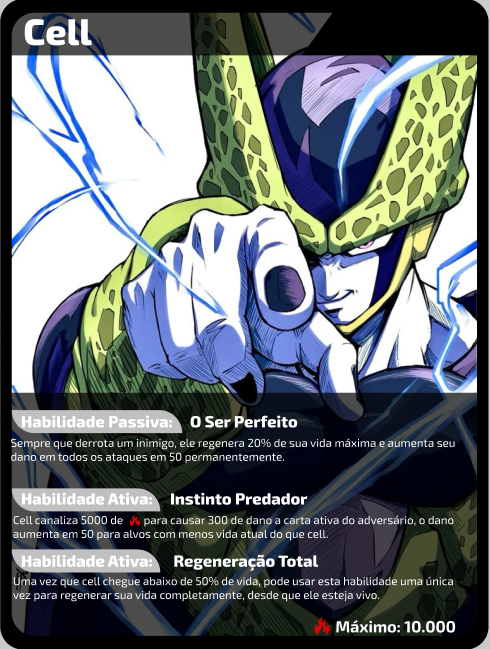 Cell
Habilidade Passiva: O Ser Perfeito
Sempre que derrota um inimigo, ele regenera 20% de sua vida máxima e aumenta seu
dano em todos os ataques em 50 permanentemente.
Habilidade Ativa: Instinto Predador
Cell canaliza 5000 de para causar 300 de dano a carta ativa do adversário, o dano
aumenta em 50 para alvos com menos vida atual do que cell.
Habilidade Ativa: Regeneração Total
Uma vez que cell chegue abaixo de 50% de vida, pode usar esta habilidade uma única
vez para regenerar sua vida completamente, desde que ele esteja vivo.
Máximo: 10.000